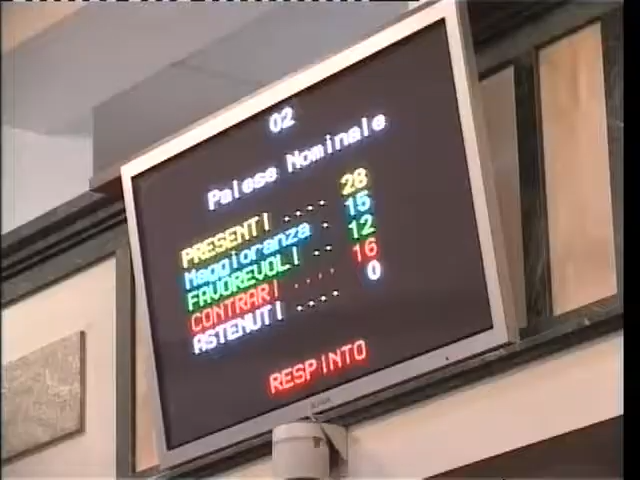 02
Palese Nominale
PRESENTI .... 28
Maggioranza . 15
FAVOREVOLI .. 12
CONTRARI .... 16
ASTENUTI .... 0
RESPINTO